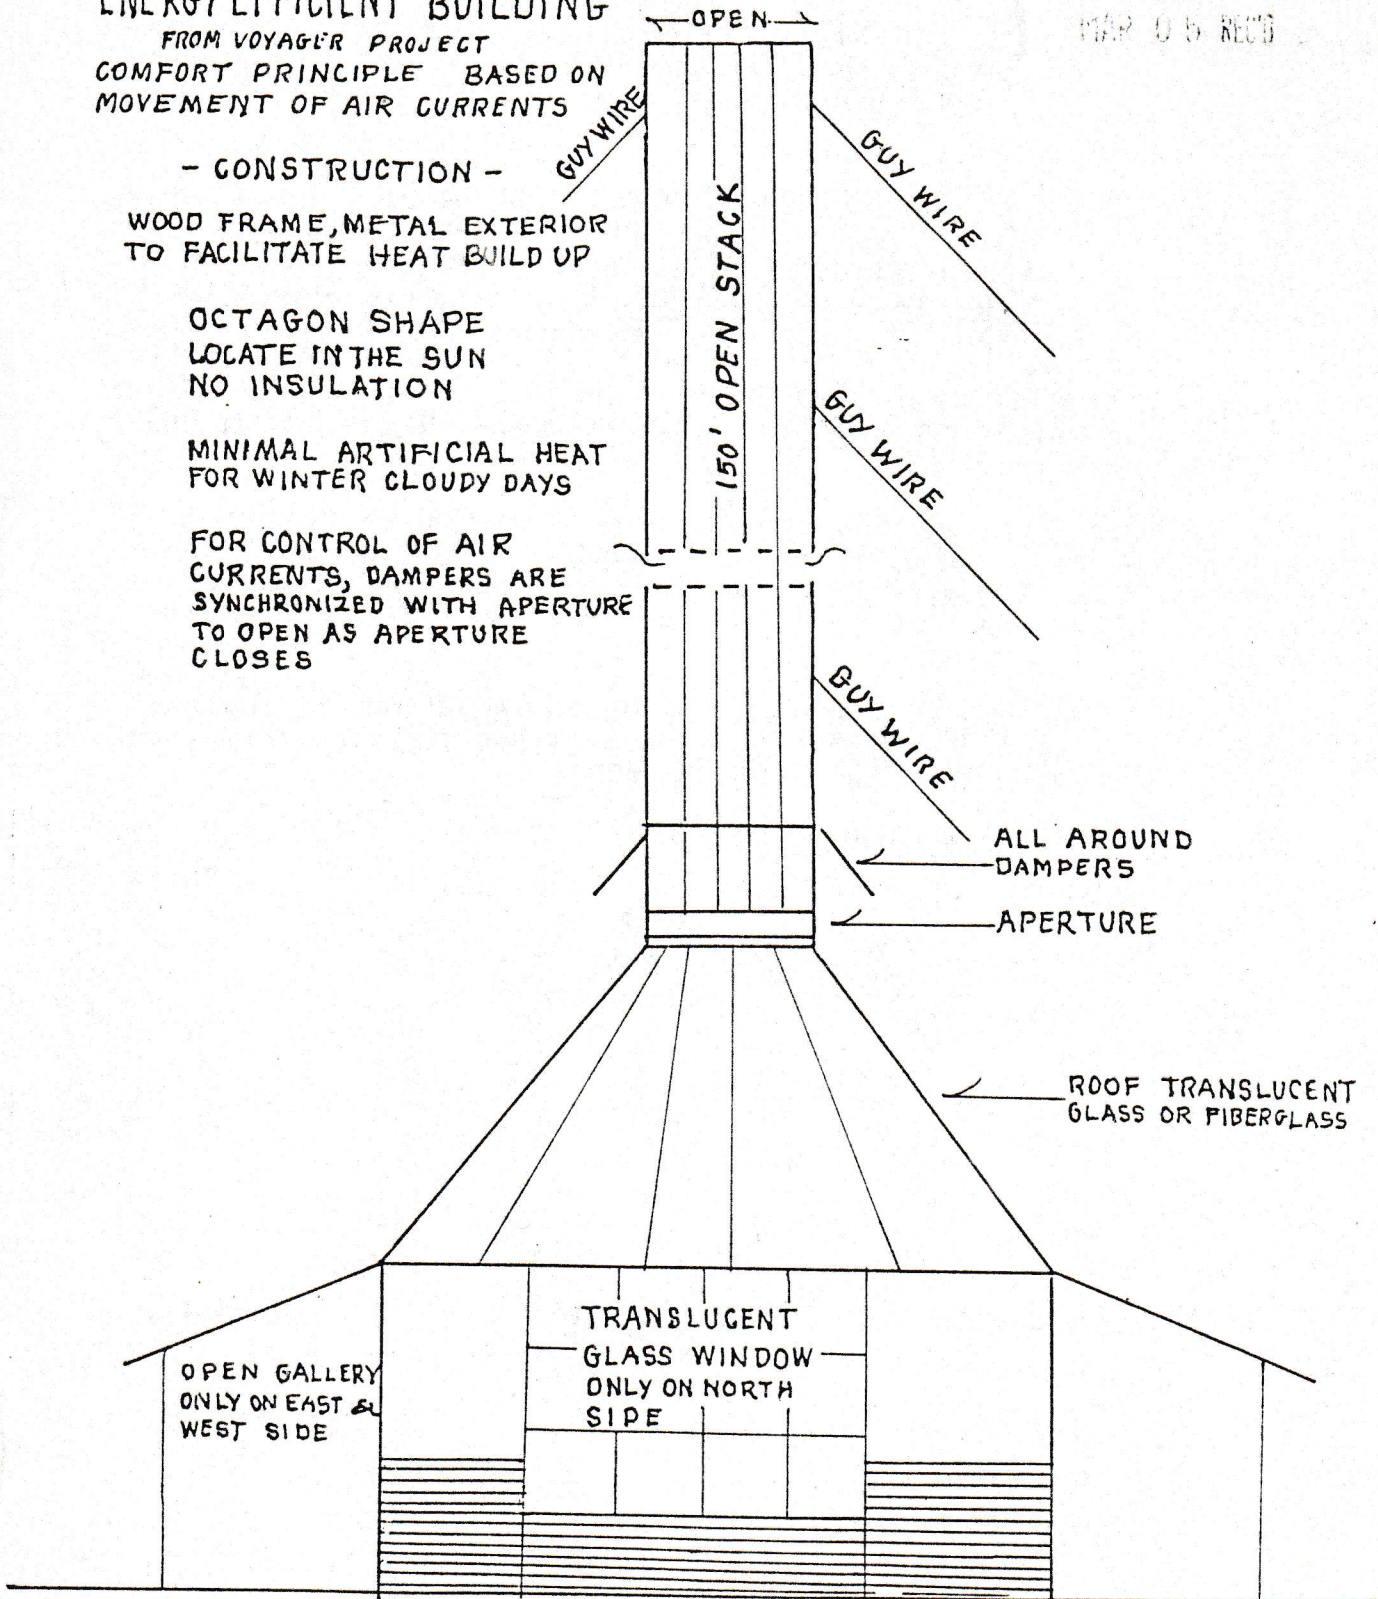 ENERGY EFFICIENT BUILDING
FROM VOYAGER PROJECT
COMFORT PRINCIPLE BASED ON
MOVEMENT OF AIR CURRENTS
- CONSTRUCTION -
WOOD FRAME, METAL EXTERIOR
TO FACILITATE HEAT BUILD UP
OCTAGON SHAPE
LOCATE IN THE SUN
NO INSULATION
MINIMAL ARTIFICIAL HEAT
FOR WINTER CLOUDY DAYS
FOR CONTROL OF AIR
CURRENTS, DAMPERS ARE
SYNCHRONIZED WITH APERTURE
TO OPEN AS APERTURE
CLOSES
OPEN
MAR 05 REC'D
GUY WIRE
GUY WIRE
150' OPEN STACK
GUY WIRE
GUY WIRE
ALL AROUND
DAMPERS
APERTURE
ROOF TRANSLUCENT
GLASS OR FIBERGLASS
TRANSLUCENT
GLASS WINDOW
ONLY ON NORTH
SIDE
OPEN GALLERY
ONLY ON EAST &
WEST SIDE